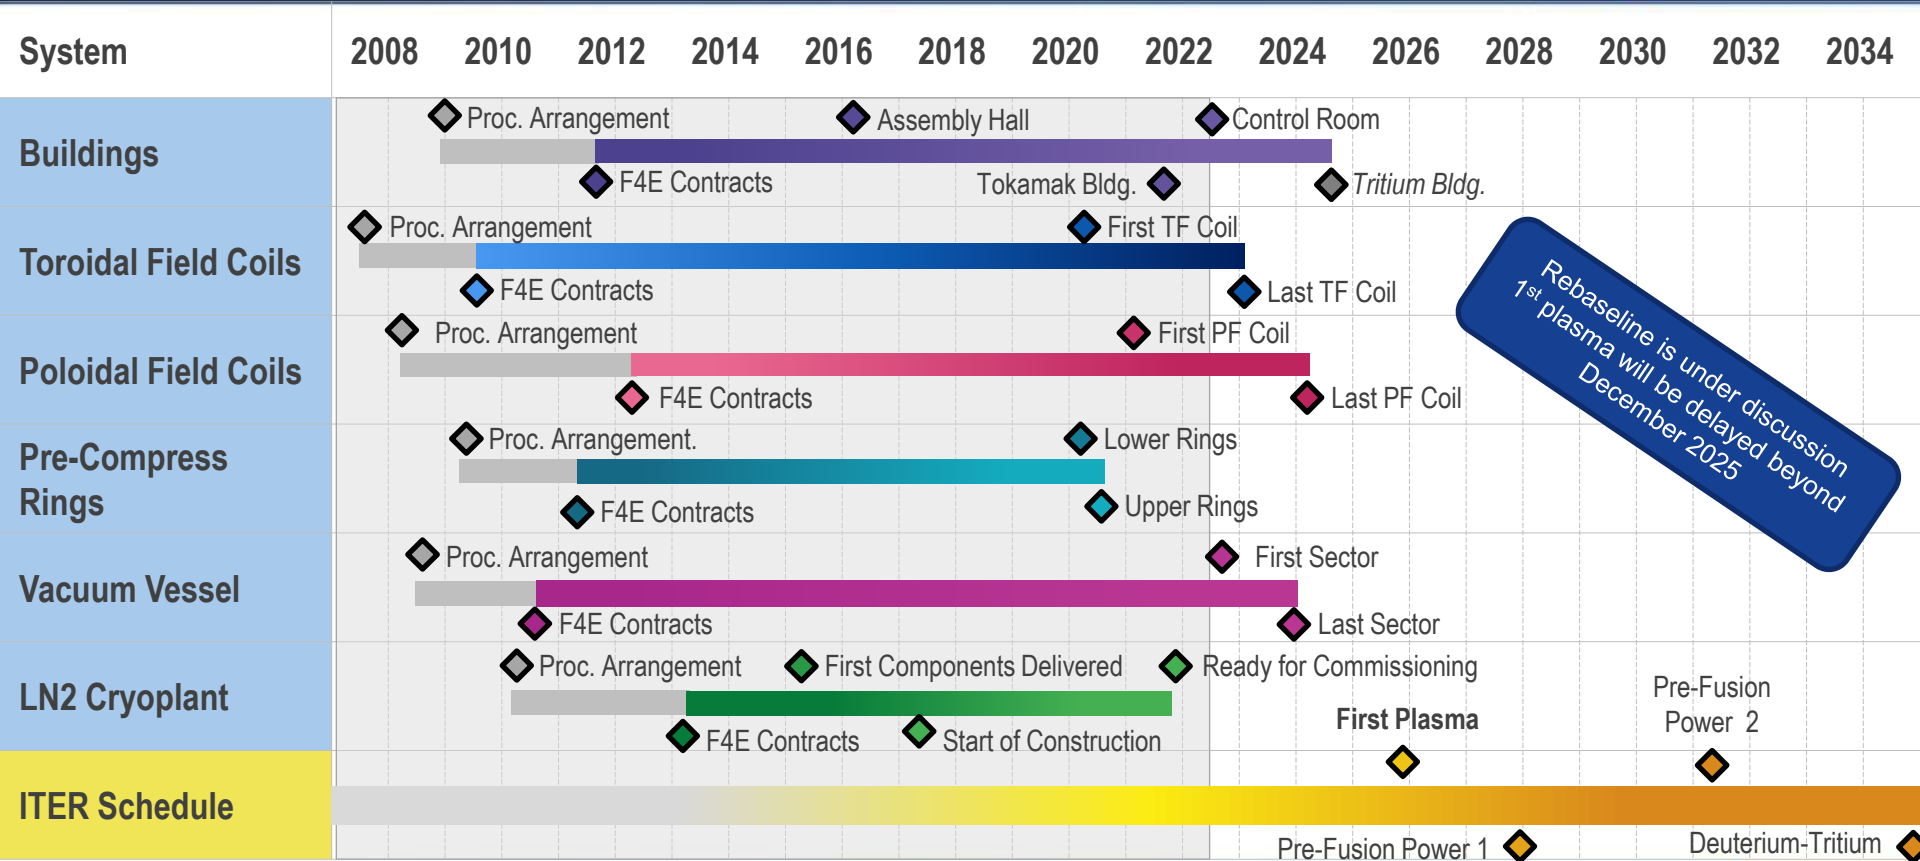 System 2008 2010 2012 2014 2016 2018 2020 2022 2024 2026 2028 2030 2032 2034
Buildings
Proc. Arrangement
Assembly Hall
Control Room
F4E Contracts
Tokamak Bldg.
Tritium Bldg.
Toroidal Field Coils
Proc. Arrangement
First TF Coil
F4E Contracts
Last TF Coil
Poloidal Field Coils
Proc. Arrangement
First PF Coil
F4E Contracts
Last PF Coil
Pre-Compress
Rings
Proc. Arrangement.
Lower Rings
F4E Contracts
Upper Rings
Vacuum Vessel
Proc. Arrangement
First Sector
F4E Contracts
Last Sector
LN2 Cryoplant
Proc. Arrangement
First Components Delivered
Ready for Commissioning
F4E Contracts
Start of Construction
Rebaseline is under discussion
1st plasma will be delayed beyond
December 2025
ITER Schedule
First Plasma
Pre-Fusion
Power 2
Pre-Fusion Power 1
Deuterium-Tritium